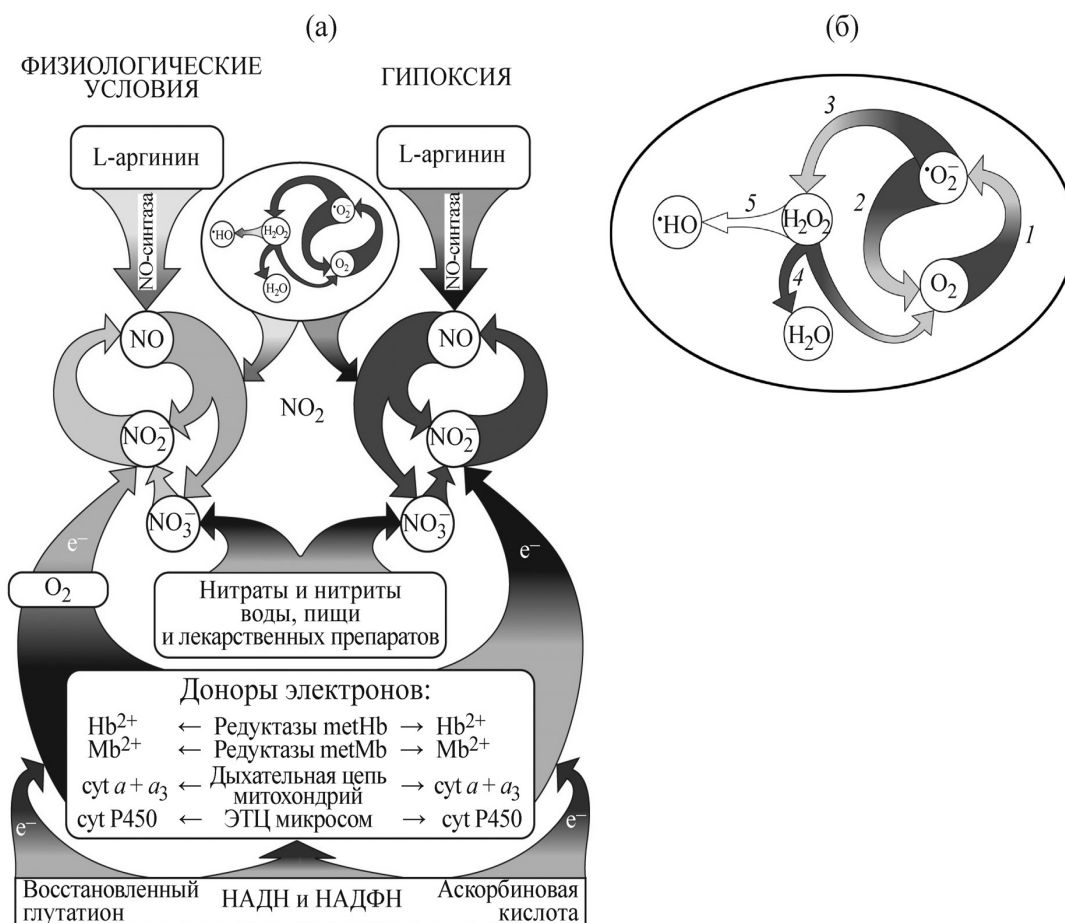 (а)
ФИЗИОЛОГИЧЕСКИЕ
УСЛОВИЯ
ГИПОКСИЯ
L-аргинин
L-аргинин
NO-синтаза
NO-синтаза
•O₂⁻
•HO
H₂O₂
O₂
H₂O
NO
NO
NO₂
NO₂⁻
NO₂⁻
NO₃⁻
NO₃⁻
e⁻
e⁻
O₂
Нитраты и нитриты
воды, пищи
и лекарственных препаратов
Доноры электронов:
Hb²⁺ ← Редуктазы metHb → Hb²⁺
Mb²⁺ ← Редуктазы metMb → Mb²⁺
cyt a + a₃ ← Дыхательная цепь
митохондрий → cyt a + a₃
cyt P450 ← ЭТЦ микросом → cyt P450
e⁻
e⁻
Восстановленный
глутатион
НАДН и НАДФН
Аскорбиновая
кислота
(б)
3
•O₂⁻
5
H₂O₂
2
•HO
1
4
O₂
H₂O